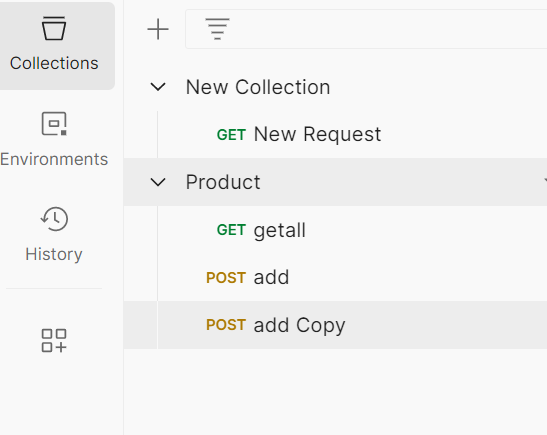 Collections
New Collection
Environments
GET New Request
Product
History
GET getall
POST add
POST add Copy